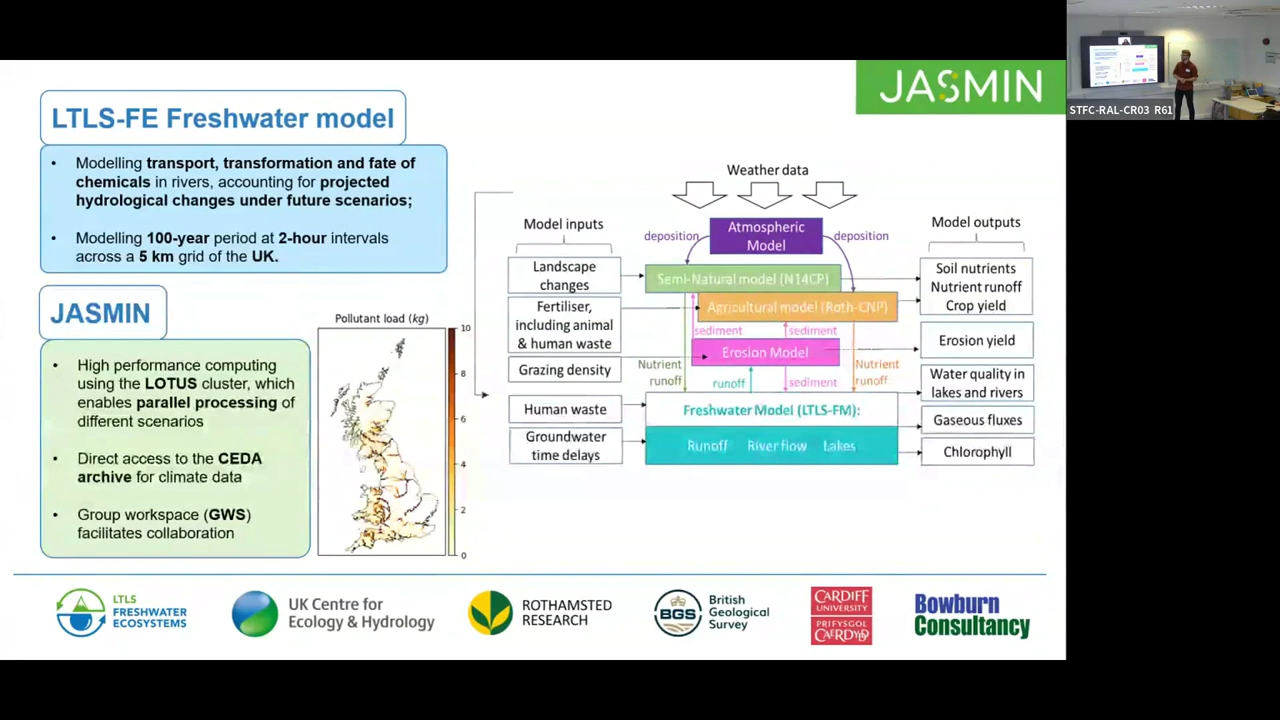 JASMIN
STFC-RAL-CR03 R61
LTLS-FE Freshwater model
• Modelling transport, transformation and fate of
chemicals in rivers, accounting for projected
hydrological changes under future scenarios;
• Modelling 100-year period at 2-hour intervals
across a 5 km grid of the UK.
JASMIN
• High performance computing
using the LOTUS cluster, which
enables parallel processing of
different scenarios
• Direct access to the CEDA
archive for climate data
• Group workspace (GWS)
facilitates collaboration
Pollutant load (kg)
10
8
6
4
2
0
Weather data
Model inputs
Landscape
changes
Fertiliser,
including animal
& human waste
Grazing density
Human waste
Groundwater
time delays
deposition
Atmospheric
Model
deposition
Semi-Natural model (N14CP)
Agricultural model (Roth-CNP)
sediment
sediment
Erosion Model
Nutrient
runoff
runoff
sediment
Nutrient
runoff
Freshwater Model (LTLS-FM):
Runoff River flow Lakes
Model outputs
Soil nutrients
Nutrient runoff
Crop yield
Erosion yield
Water quality in
lakes and rivers
Gaseous fluxes
Chlorophyll
LTLS
FRESHWATER
ECOSYSTEMS
UK Centre for
Ecology & Hydrology
ROTHAMSTED
RESEARCH
BGS
British
Geological
Survey
CARDIFF
UNIVERSITY
PRIFYSGOL
CAERDYDD
Bowburn
Consultancy